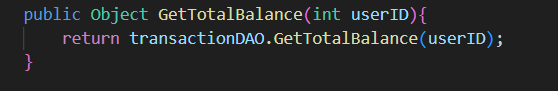 public Object GetTotalBalance(int userID){
    return transactionDAO.GetTotalBalance(userID);
}